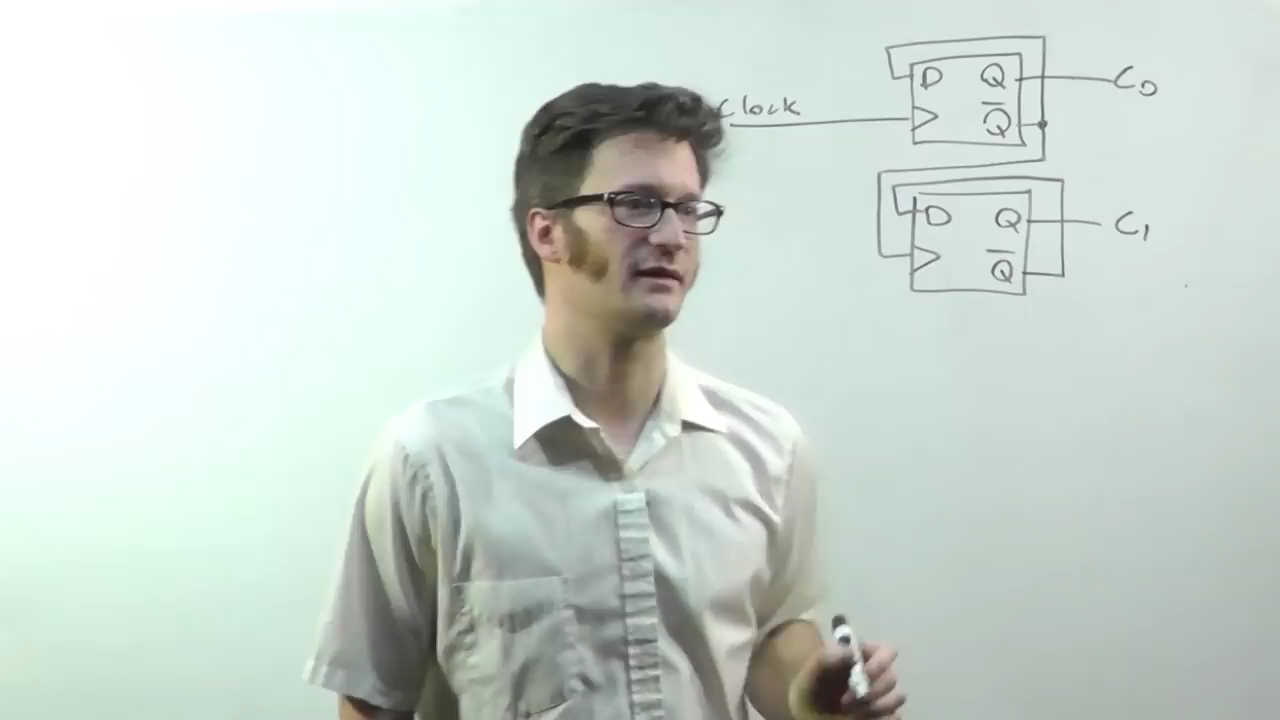 Clock
D Q C0
Q̅
D Q C1
Q̅